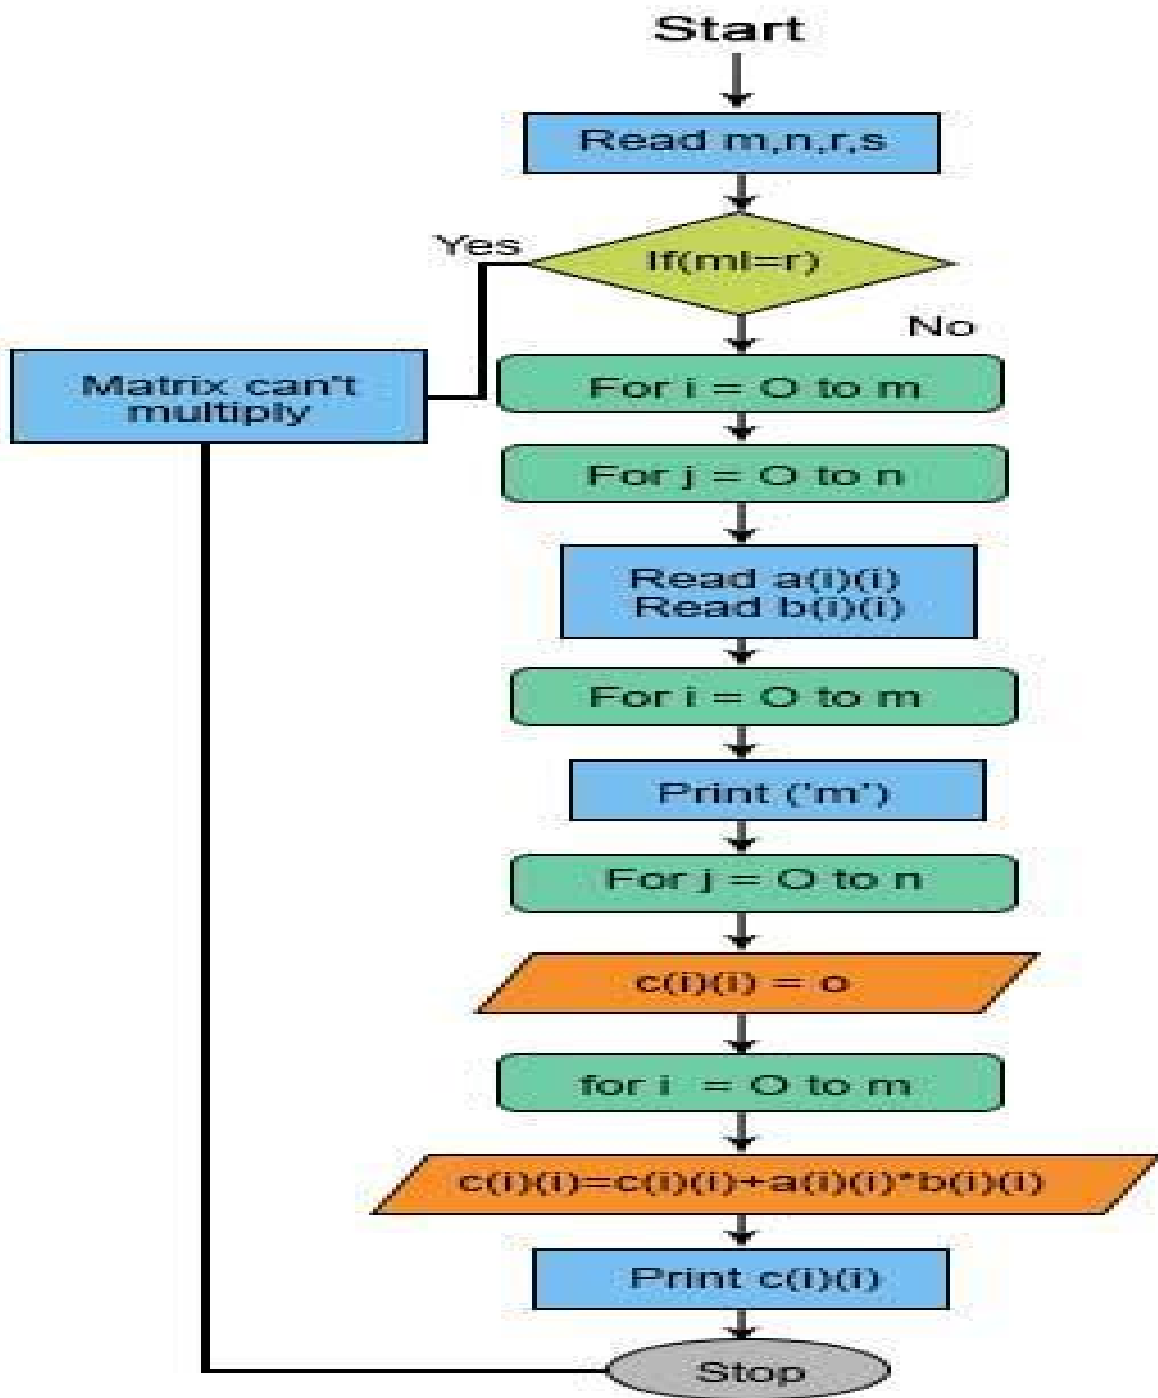 Start
Read m,n,r,s
Yes
If(m!=r)
No
Matrix can't
multiply
For i = O to m
For j = O to n
Read a(i)(i)
Read b(i)(i)
For i = O to m
Print ('m')
For j = O to n
c(i)(i) = o
for i = O to m
c(i)(i)=c(i)(i)+a(i)(i)*b(i)(i)
Print c(i)(i)
Stop